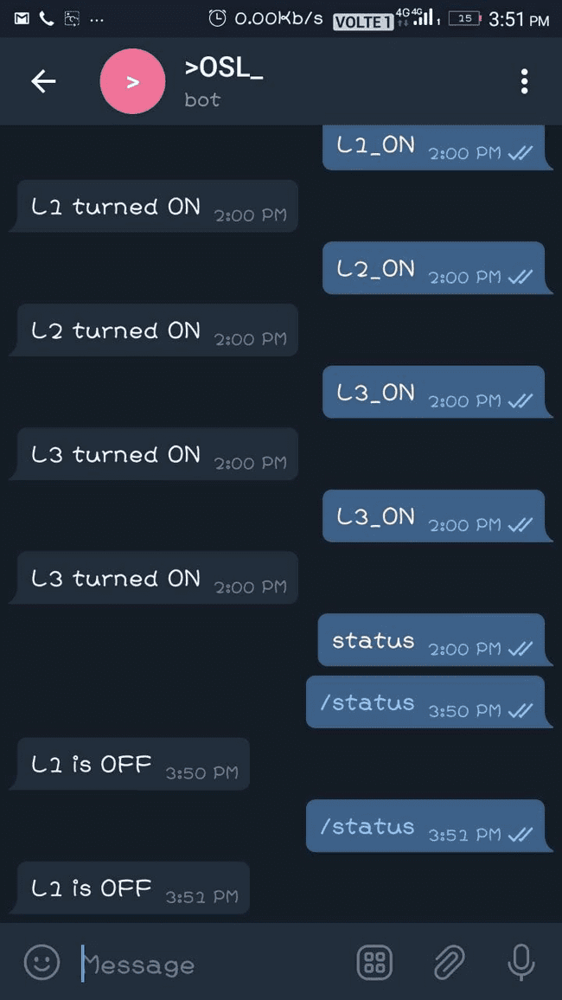 ... 0.00Kb/s VOLTE 1 4G 4G 1 15 3:51 PM
> >OSL_
bot
L1_ON 2:00 PM
L1 turned ON 2:00 PM
L2_ON 2:00 PM
L2 turned ON 2:00 PM
L3_ON 2:00 PM
L3 turned ON 2:00 PM
L3_ON 2:00 PM
L3 turned ON 2:00 PM
status 2:00 PM
/status 3:50 PM
L1 is OFF 3:50 PM
/status 3:51 PM
L1 is OFF 3:51 PM
Message